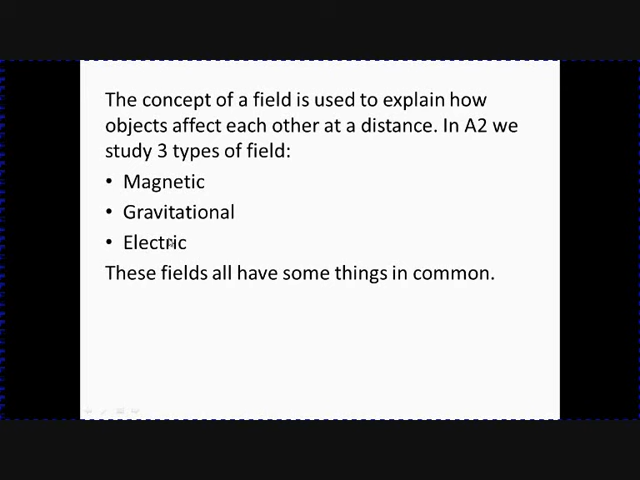 The concept of a field is used to explain how
objects affect each other at a distance. In A2 we
study 3 types of field:
• Magnetic
• Gravitational
• Electric
These fields all have some things in common.